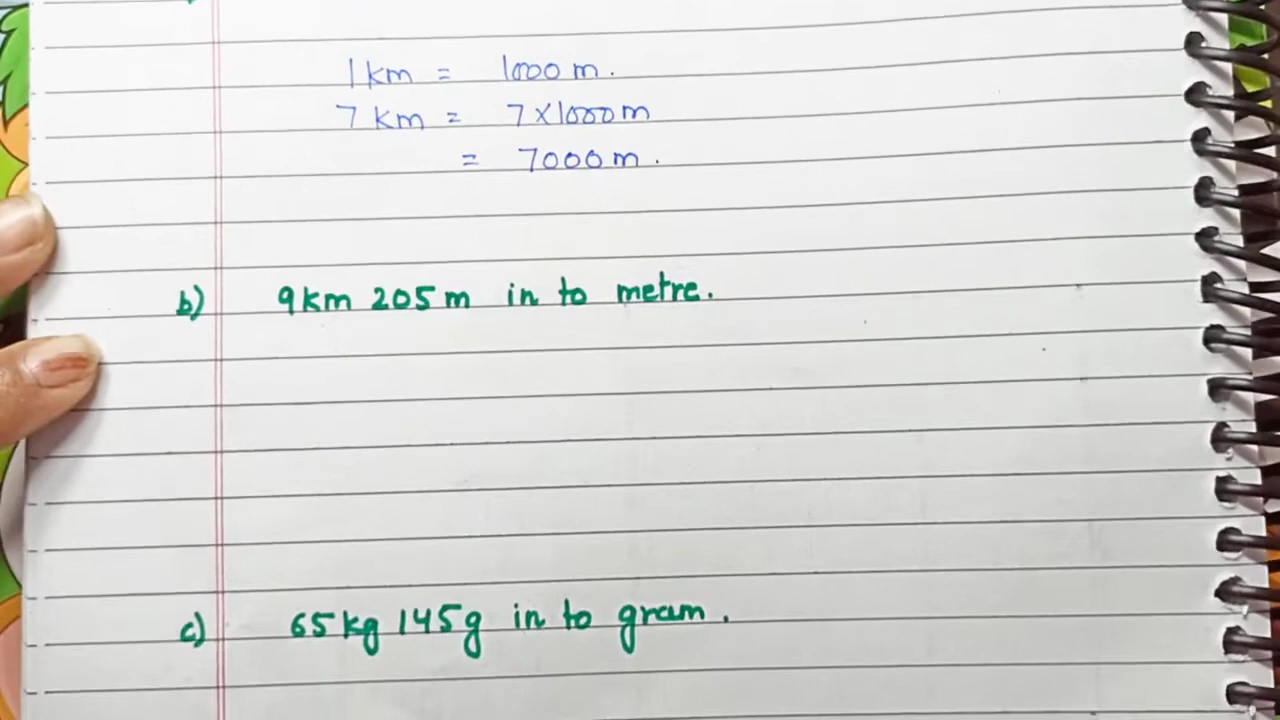 1 km = 1000 m.
7 km = 7 × 1000 m
= 7000 m.
b) 9 km 205 m in to metre.
c) 65 kg 145 g in to gram.